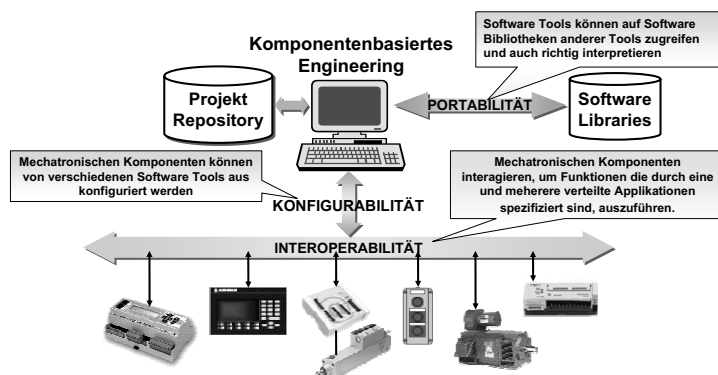 Software Tools können auf Software
Bibliotheken anderer Tools zugreifen
und auch richtig interpretieren
Komponentenbasiertes
Engineering
Projekt
Repository
PORTABILITÄT
Software
Libraries
Mechatronischen Komponenten können
von verschiedenen Software Tools aus
konfiguriert werden
Mechatronischen Komponenten
interagieren, um Funktionen die durch eine
und meherere verteilte Applikationen
spezifiziert sind, auszuführen.
KONFIGURABILITÄT
INTEROPERABILITÄT